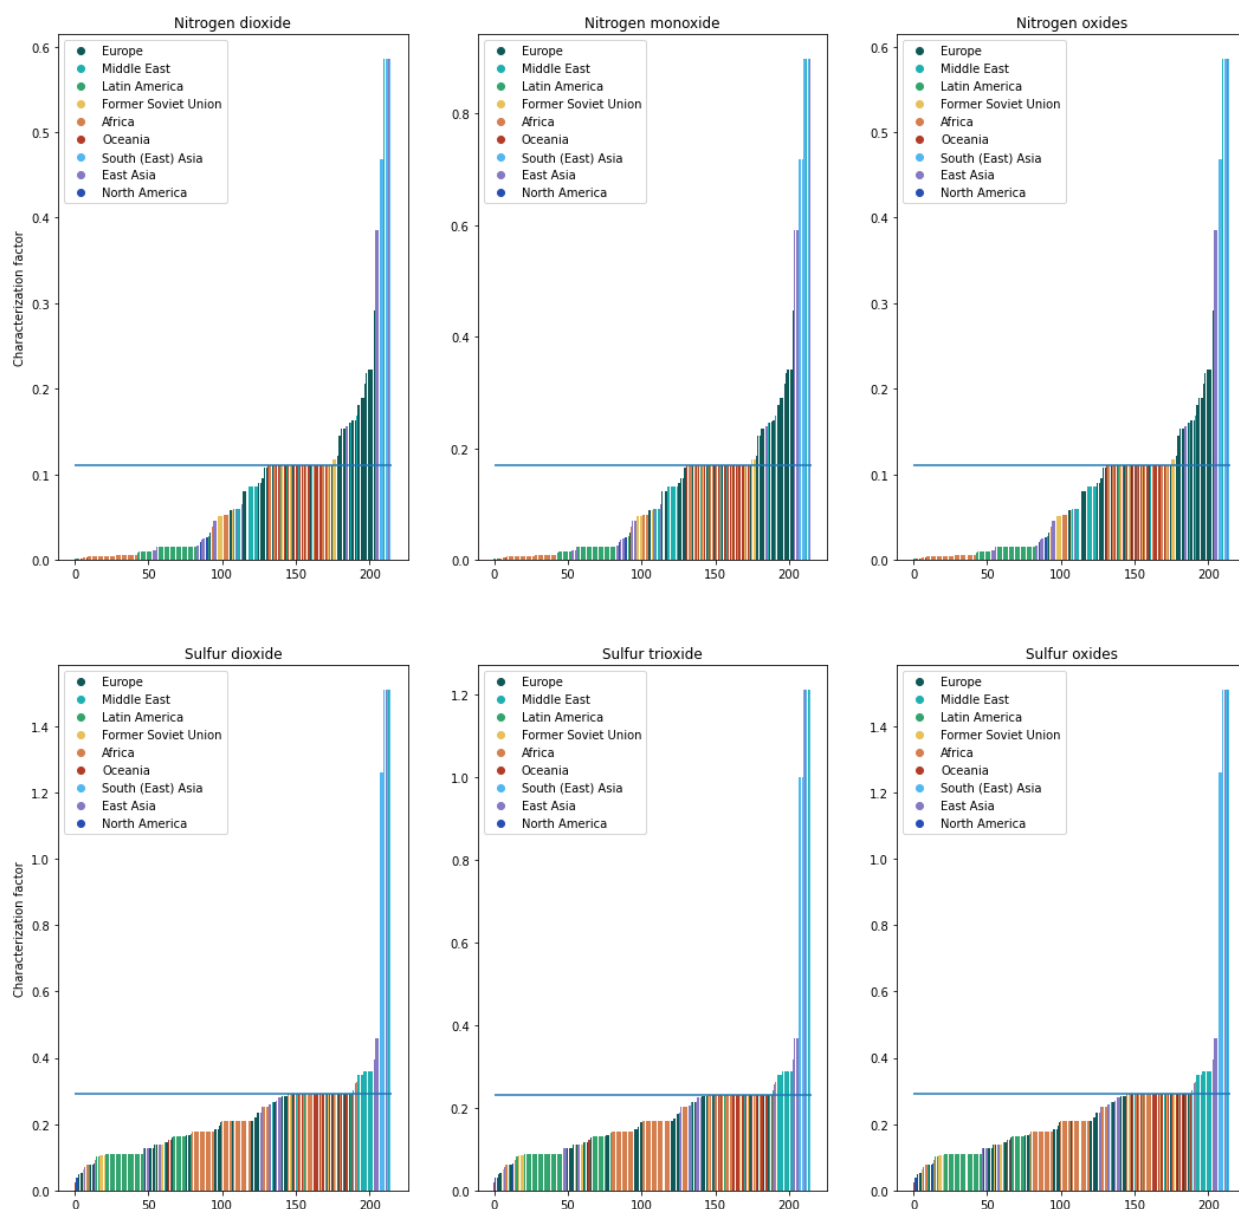 Nitrogen dioxide
Characterization factor
0.6
0.5
0.4
0.3
0.2
0.1
0.0
0
50
100
150
200
Europe
Middle East
Latin America
Former Soviet Union
Africa
Oceania
South (East) Asia
East Asia
North America
Nitrogen monoxide
0.8
0.6
0.4
0.2
0.0
0
50
100
150
200
Europe
Middle East
Latin America
Former Soviet Union
Africa
Oceania
South (East) Asia
East Asia
North America
Nitrogen oxides
0.6
0.5
0.4
0.3
0.2
0.1
0.0
0
50
100
150
200
Europe
Middle East
Latin America
Former Soviet Union
Africa
Oceania
South (East) Asia
East Asia
North America
Sulfur dioxide
Characterization factor
1.4
1.2
1.0
0.8
0.6
0.4
0.2
0.0
0
50
100
150
200
Europe
Middle East
Latin America
Former Soviet Union
Africa
Oceania
South (East) Asia
East Asia
North America
Sulfur trioxide
1.2
1.0
0.8
0.6
0.4
0.2
0.0
0
50
100
150
200
Europe
Middle East
Latin America
Former Soviet Union
Africa
Oceania
South (East) Asia
East Asia
North America
Sulfur oxides
1.4
1.2
1.0
0.8
0.6
0.4
0.2
0.0
0
50
100
150
200
Europe
Middle East
Latin America
Former Soviet Union
Africa
Oceania
South (East) Asia
East Asia
North America